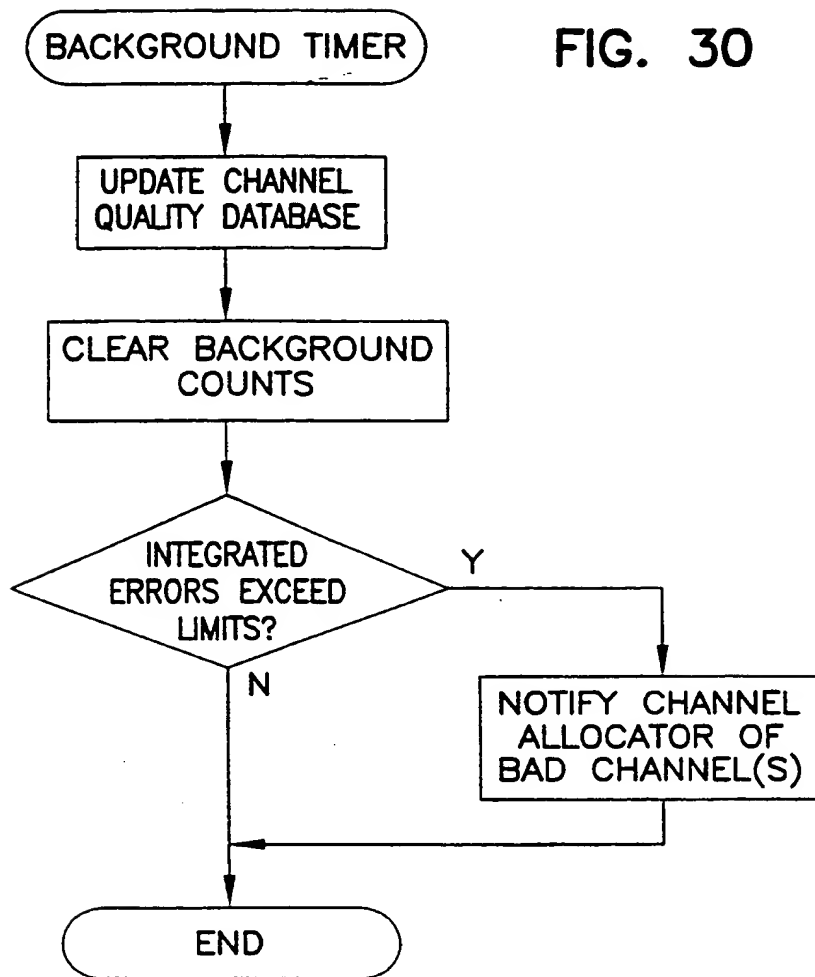 BACKGROUND TIMER
FIG. 30
UPDATE CHANNEL
QUALITY DATABASE
CLEAR BACKGROUND
COUNTS
INTEGRATED
ERRORS EXCEED
LIMITS?
Y
N
NOTIFY CHANNEL
ALLOCATOR OF
BAD CHANNEL(S)
END